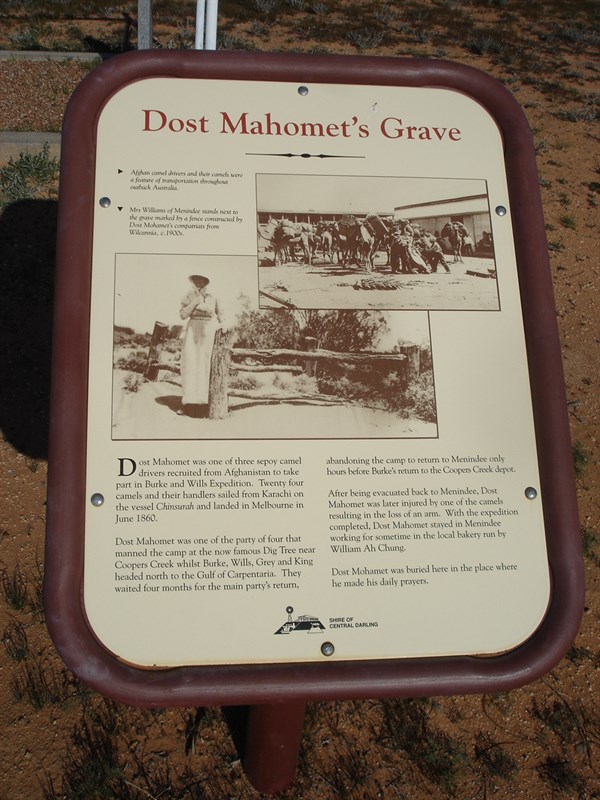 Dost Mahomet's Grave
Afghan camel drivers and their camels were
a feature of transportation throughout
outback Australia.
Mrs Williams of Menindee stands next to
the grave marked by a fence constructed by
Dost Mohamet's compatriats from
Wilcannia, c.1900s.
Dost Mahomet was one of three sepoy camel
drivers recruited from Afghanistan to take
part in Burke and Wills Expedition. Twenty four
camels and their handlers sailed from Karachi on
the vessel Chinsurah and landed in Melbourne in
June 1860.
Dost Mahomet was one of the party of four that
manned the camp at the now famous Dig Tree near
Coopers Creek whilst Burke, Wills, Grey and King
headed north to the Gulf of Carpentaria. They
waited four months for the main party's return,
abandoning the camp to return to Menindee only
hours before Burke's return to the Coopers Creek depot.
After being evacuated back to Menindee, Dost
Mahomet was later injured by one of the camels
resulting in the loss of an arm. With the expedition
completed, Dost Mahomet stayed in Menindee
working for sometime in the local bakery run by
William Ah Chung.
Dost Mohamet was buried here in the place where
he made his daily prayers.
SHIRE OF
CENTRAL DARLING